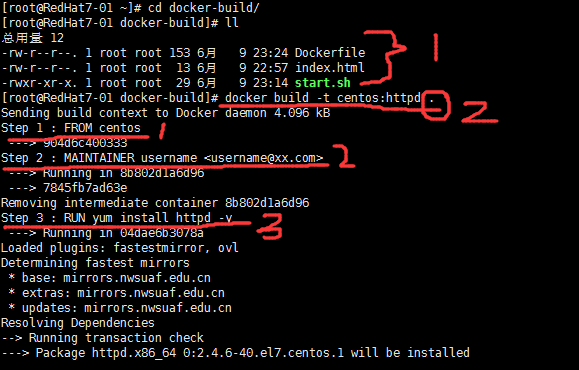 [root@RedHat7-01 ~]# cd docker-build/
[root@RedHat7-01 docker-build]# ll
总用量 12
-rw-r--r--. 1 root root 153 6月   9 23:24 Dockerfile
-rw-r--r--. 1 root root  13 6月   9 22:57 index.html
-rwxr-xr-x. 1 root root  29 6月   9 23:14 start.sh
1
[root@RedHat7-01 docker-build]# docker build -t centos:httpd .
2
Sending build context to Docker daemon 4.096 kB
Step 1 : FROM centos
1
 ---> 904d6c400333
Step 2 : MAINTAINER username <username@xx.com>
2
 ---> Running in 8b802d1a6d96
 ---> 7845fb7ad63e
Removing intermediate container 8b802d1a6d96
Step 3 : RUN yum install httpd -y
3
 ---> Running in 04dae6b3078a
Loaded plugins: fastestmirror, ovl
Determining fastest mirrors
 * base: mirrors.nwsuaf.edu.cn
 * extras: mirrors.nwsuaf.edu.cn
 * updates: mirrors.nwsuaf.edu.cn
Resolving Dependencies
--> Running transaction check
---> Package httpd.x86_64 0:2.4.6-40.el7.centos.1 will be installed